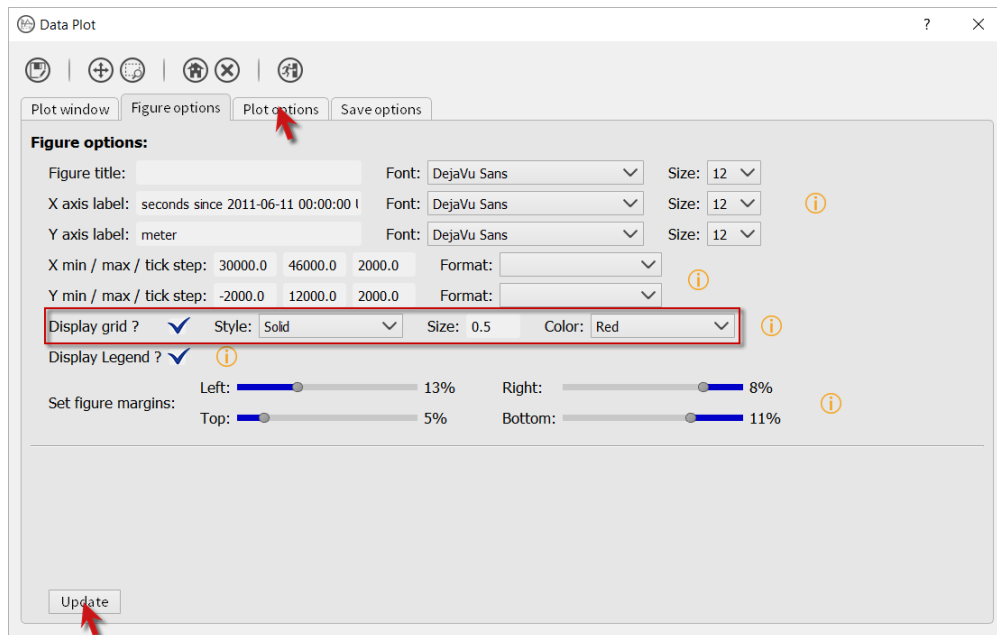 Data Plot ?
Plot window Figure options Plot options Save options
Figure options:
Figure title: Font: DejaVu Sans Size: 12
X axis label: seconds since 2011-06-11 00:00:00 Font: DejaVu Sans Size: 12
Y axis label: meter Font: DejaVu Sans Size: 12
X min / max / tick step: 30000.0 46000.0 2000.0 Format:
Y min / max / tick step: -2000.0 12000.0 2000.0 Format:
Display grid ? Style: Solid Size: 0.5 Color: Red
Display Legend ?
Left: 13% Right: 8%
Set figure margins:
Top: 5% Bottom: 11%
Update